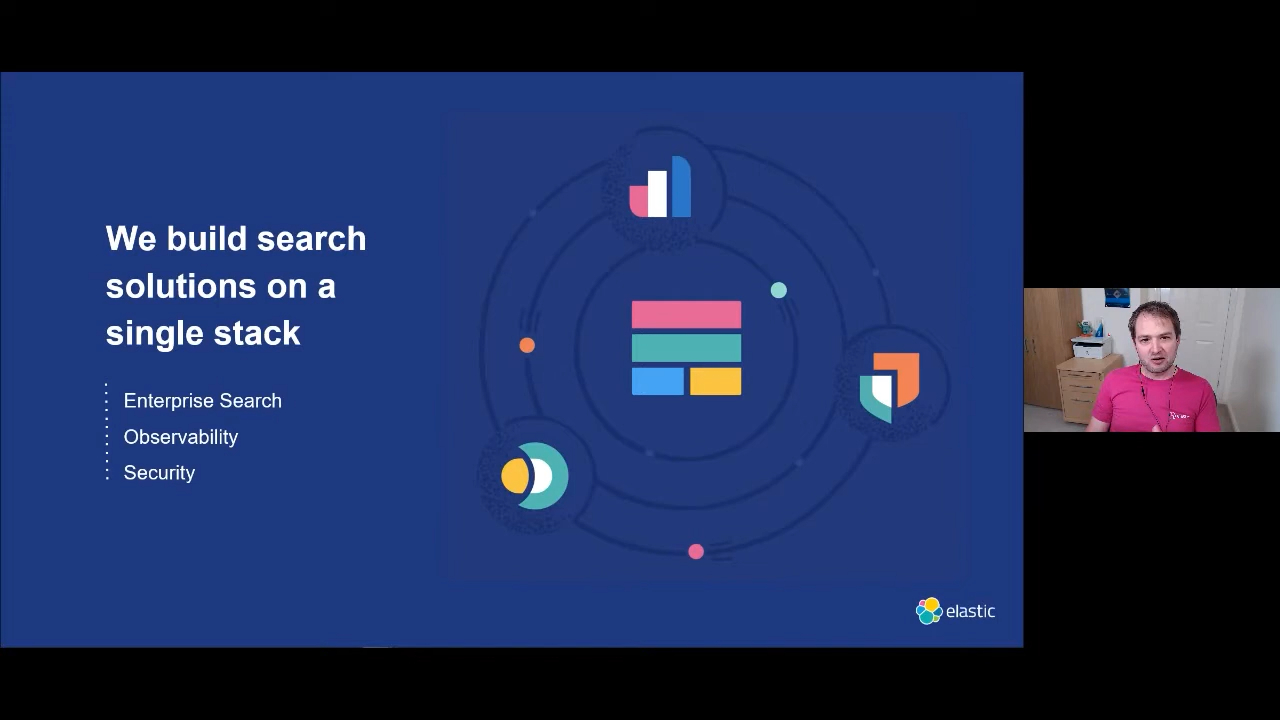 We build search
solutions on a
single stack
Enterprise Search
Observability
Security
elastic